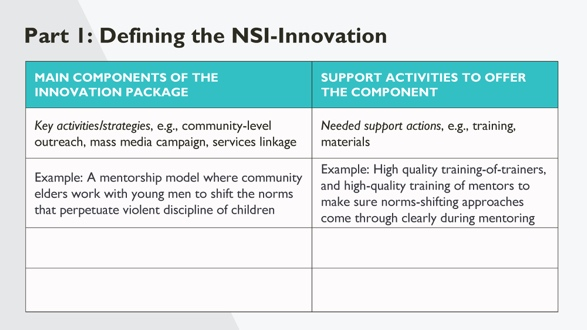 Part 1: Defining the NSI-Innovation
MAIN COMPONENTS OF THE
INNOVATION PACKAGE
SUPPORT ACTIVITIES TO OFFER
THE COMPONENT
Key activities/strategies, e.g., community-level
outreach, mass media campaign, services linkage
Needed support actions, e.g., training,
materials
Example: A mentorship model where community
elders work with young men to shift the norms
that perpetuate violent discipline of children
Example: High quality training-of-trainers,
and high-quality training of mentors to
make sure norms-shifting approaches
come through clearly during mentoring